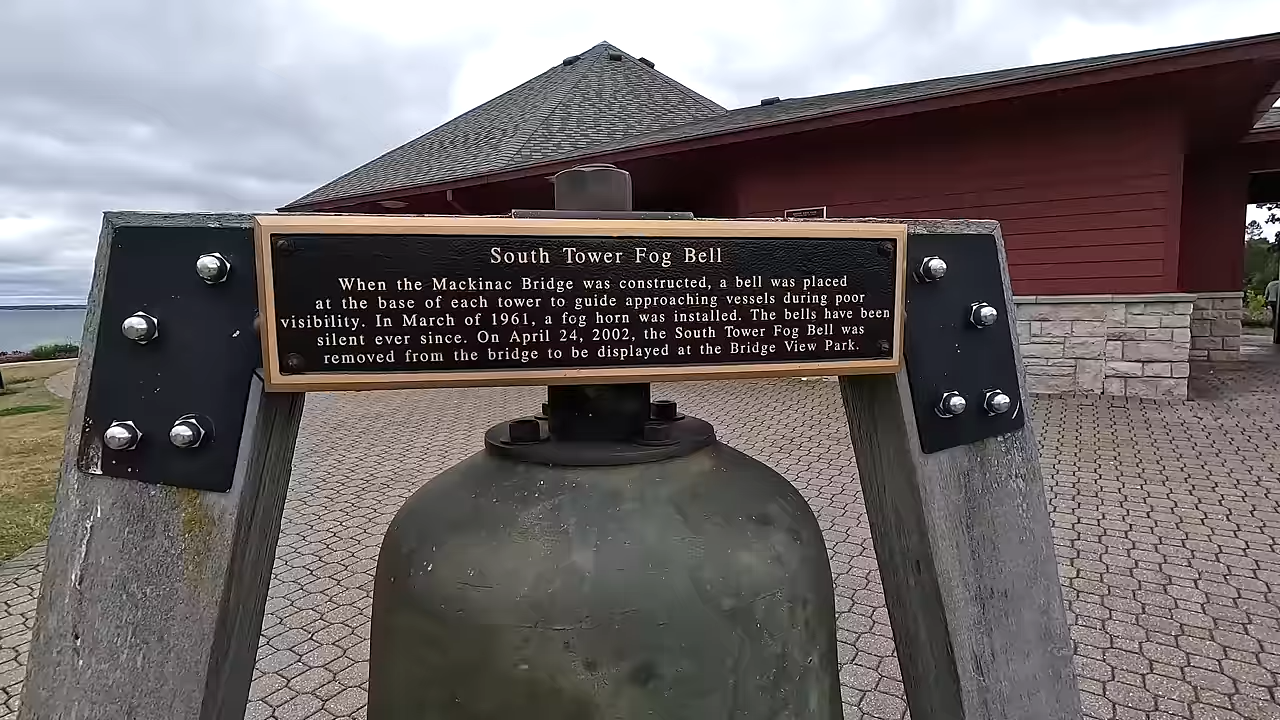 South Tower Fog Bell
When the Mackinac Bridge was constructed, a bell was placed
at the base of each tower to guide approaching vessels during poor
visibility. In March of 1961, a fog horn was installed. The bells have been
silent ever since. On April 24, 2002, the South Tower Fog Bell was
removed from the bridge to be displayed at the Bridge View Park.